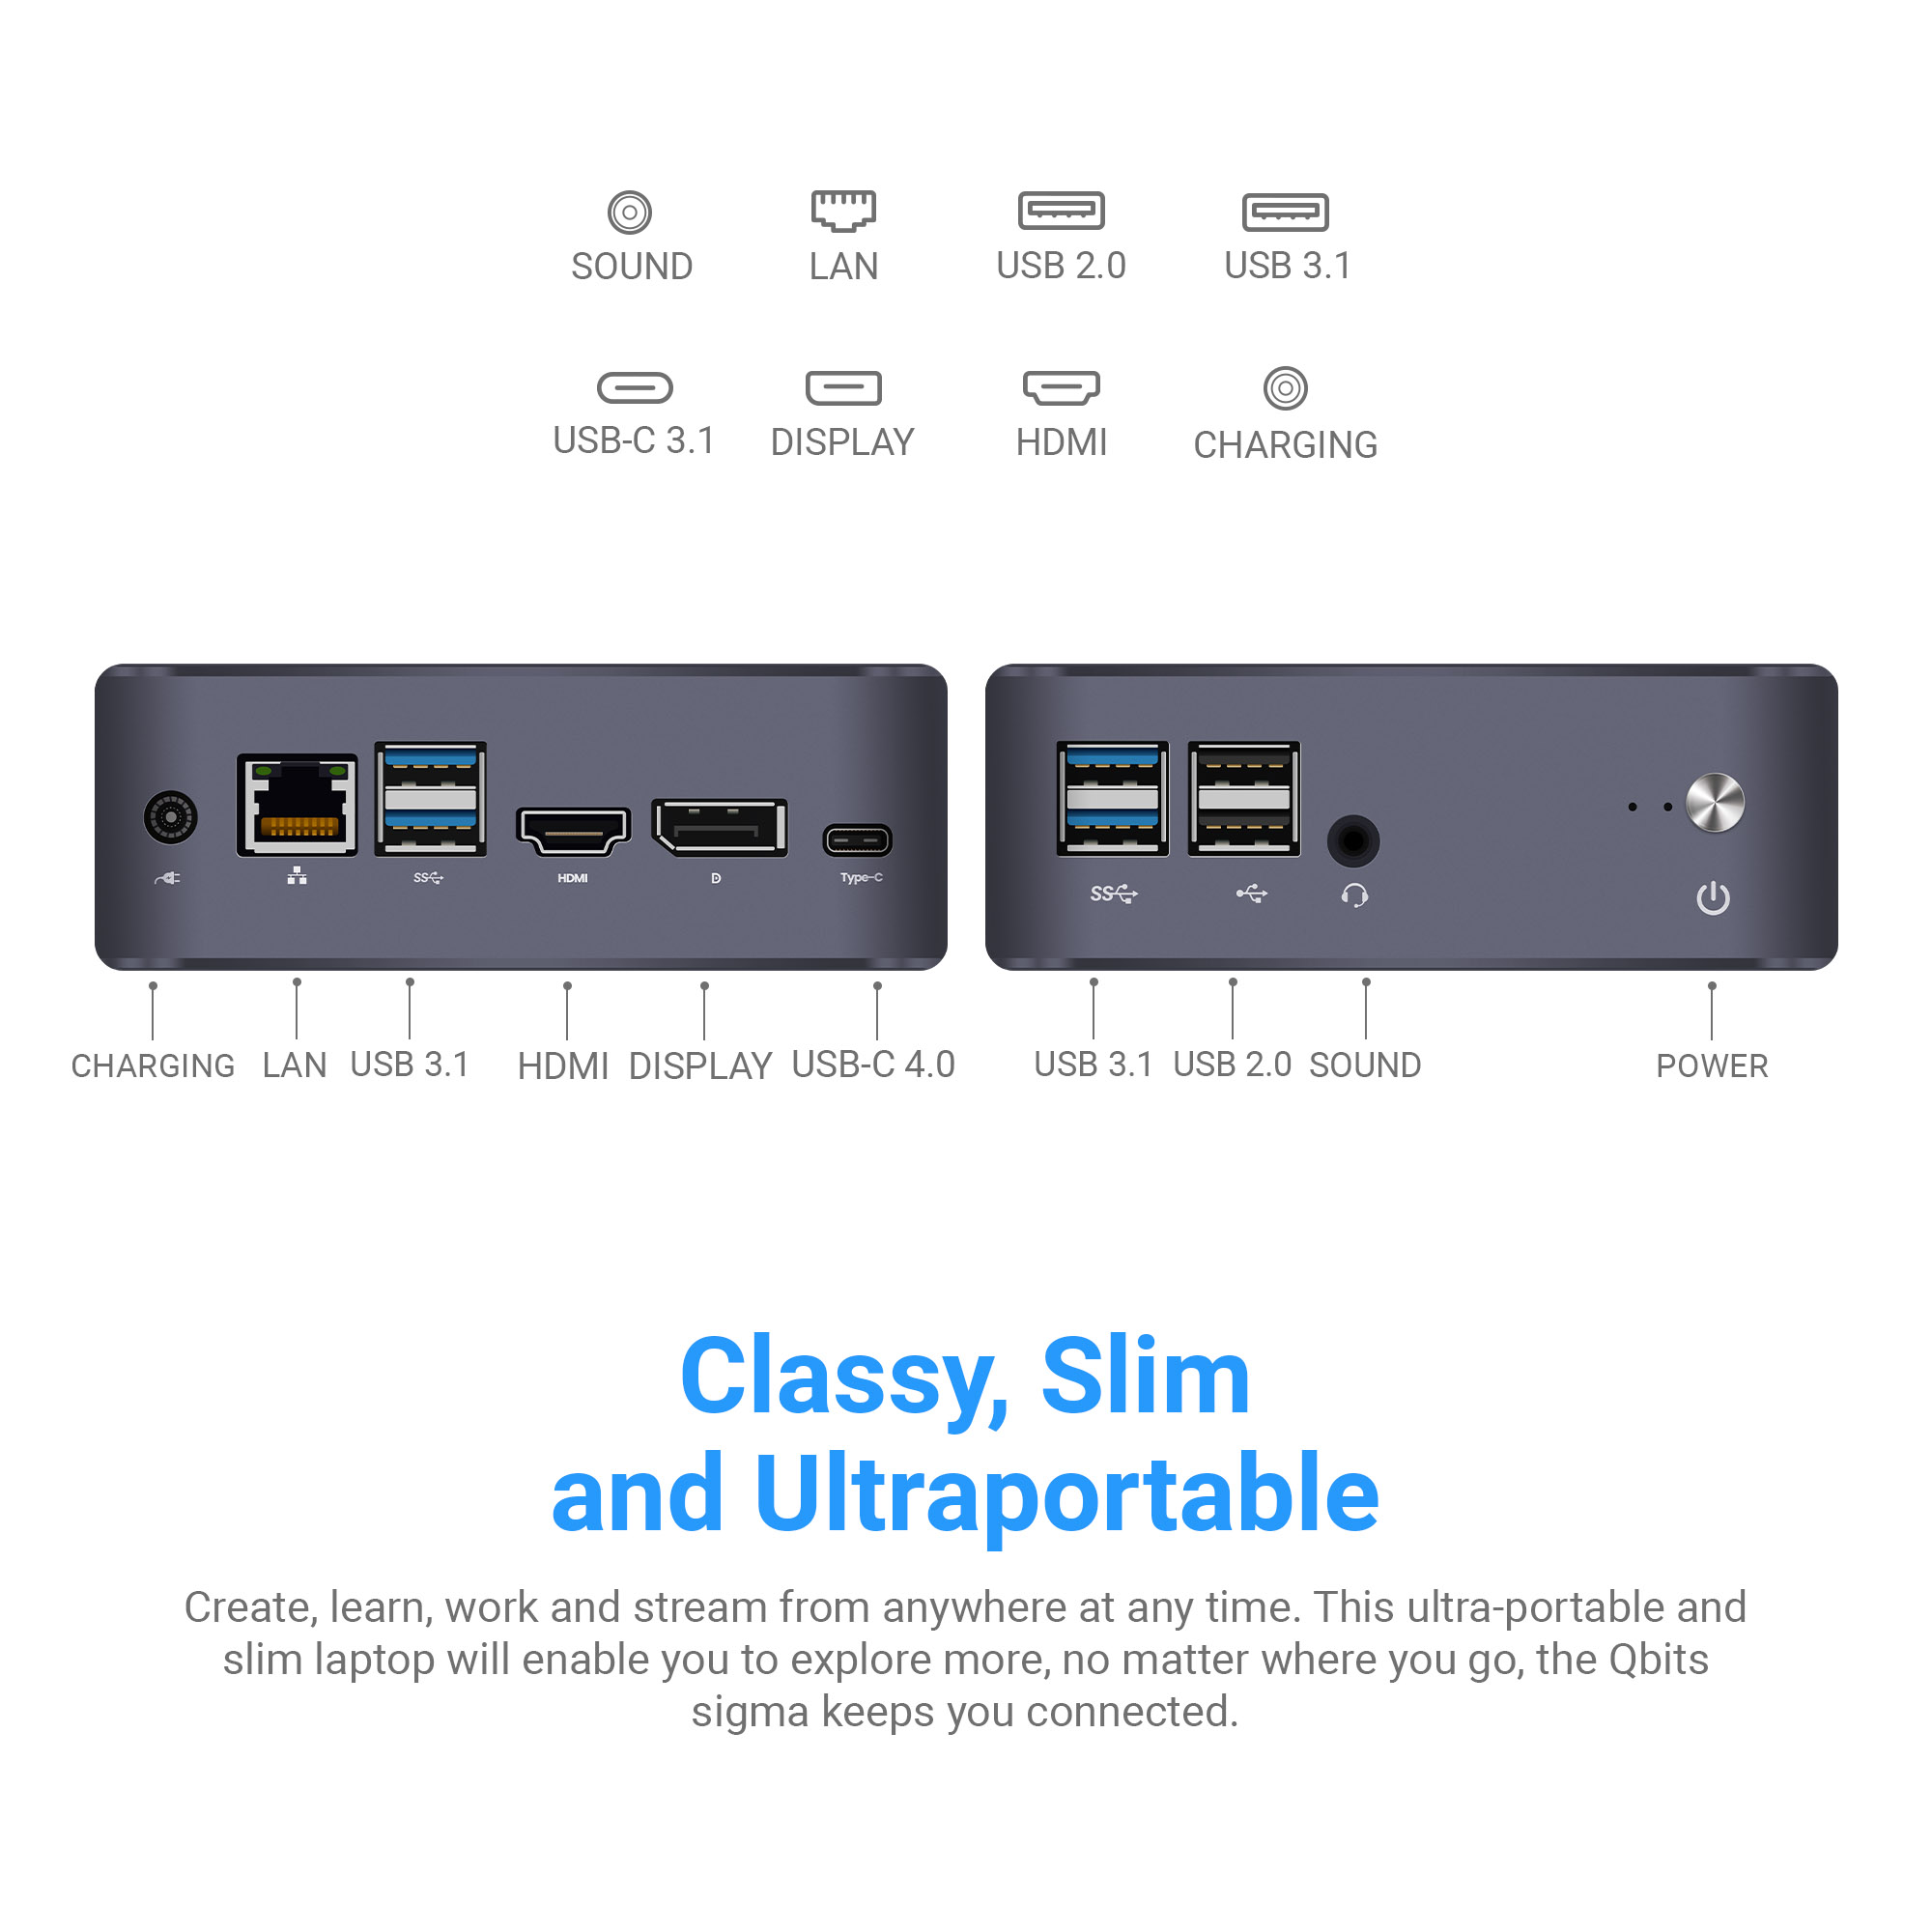 SOUND LAN USB 2.0 USB 3.1
USB-C 3.1 DISPLAY HDMI CHARGING
SS HDMI D Type-C
SS
CHARGING LAN USB 3.1 HDMI DISPLAY USB-C 4.0
USB 3.1 USB 2.0 SOUND POWER
Classy, Slim
and Ultraportable
Create, learn, work and stream from anywhere at any time. This ultra-portable and
slim laptop will enable you to explore more, no matter where you go, the Qbits
sigma keeps you connected.